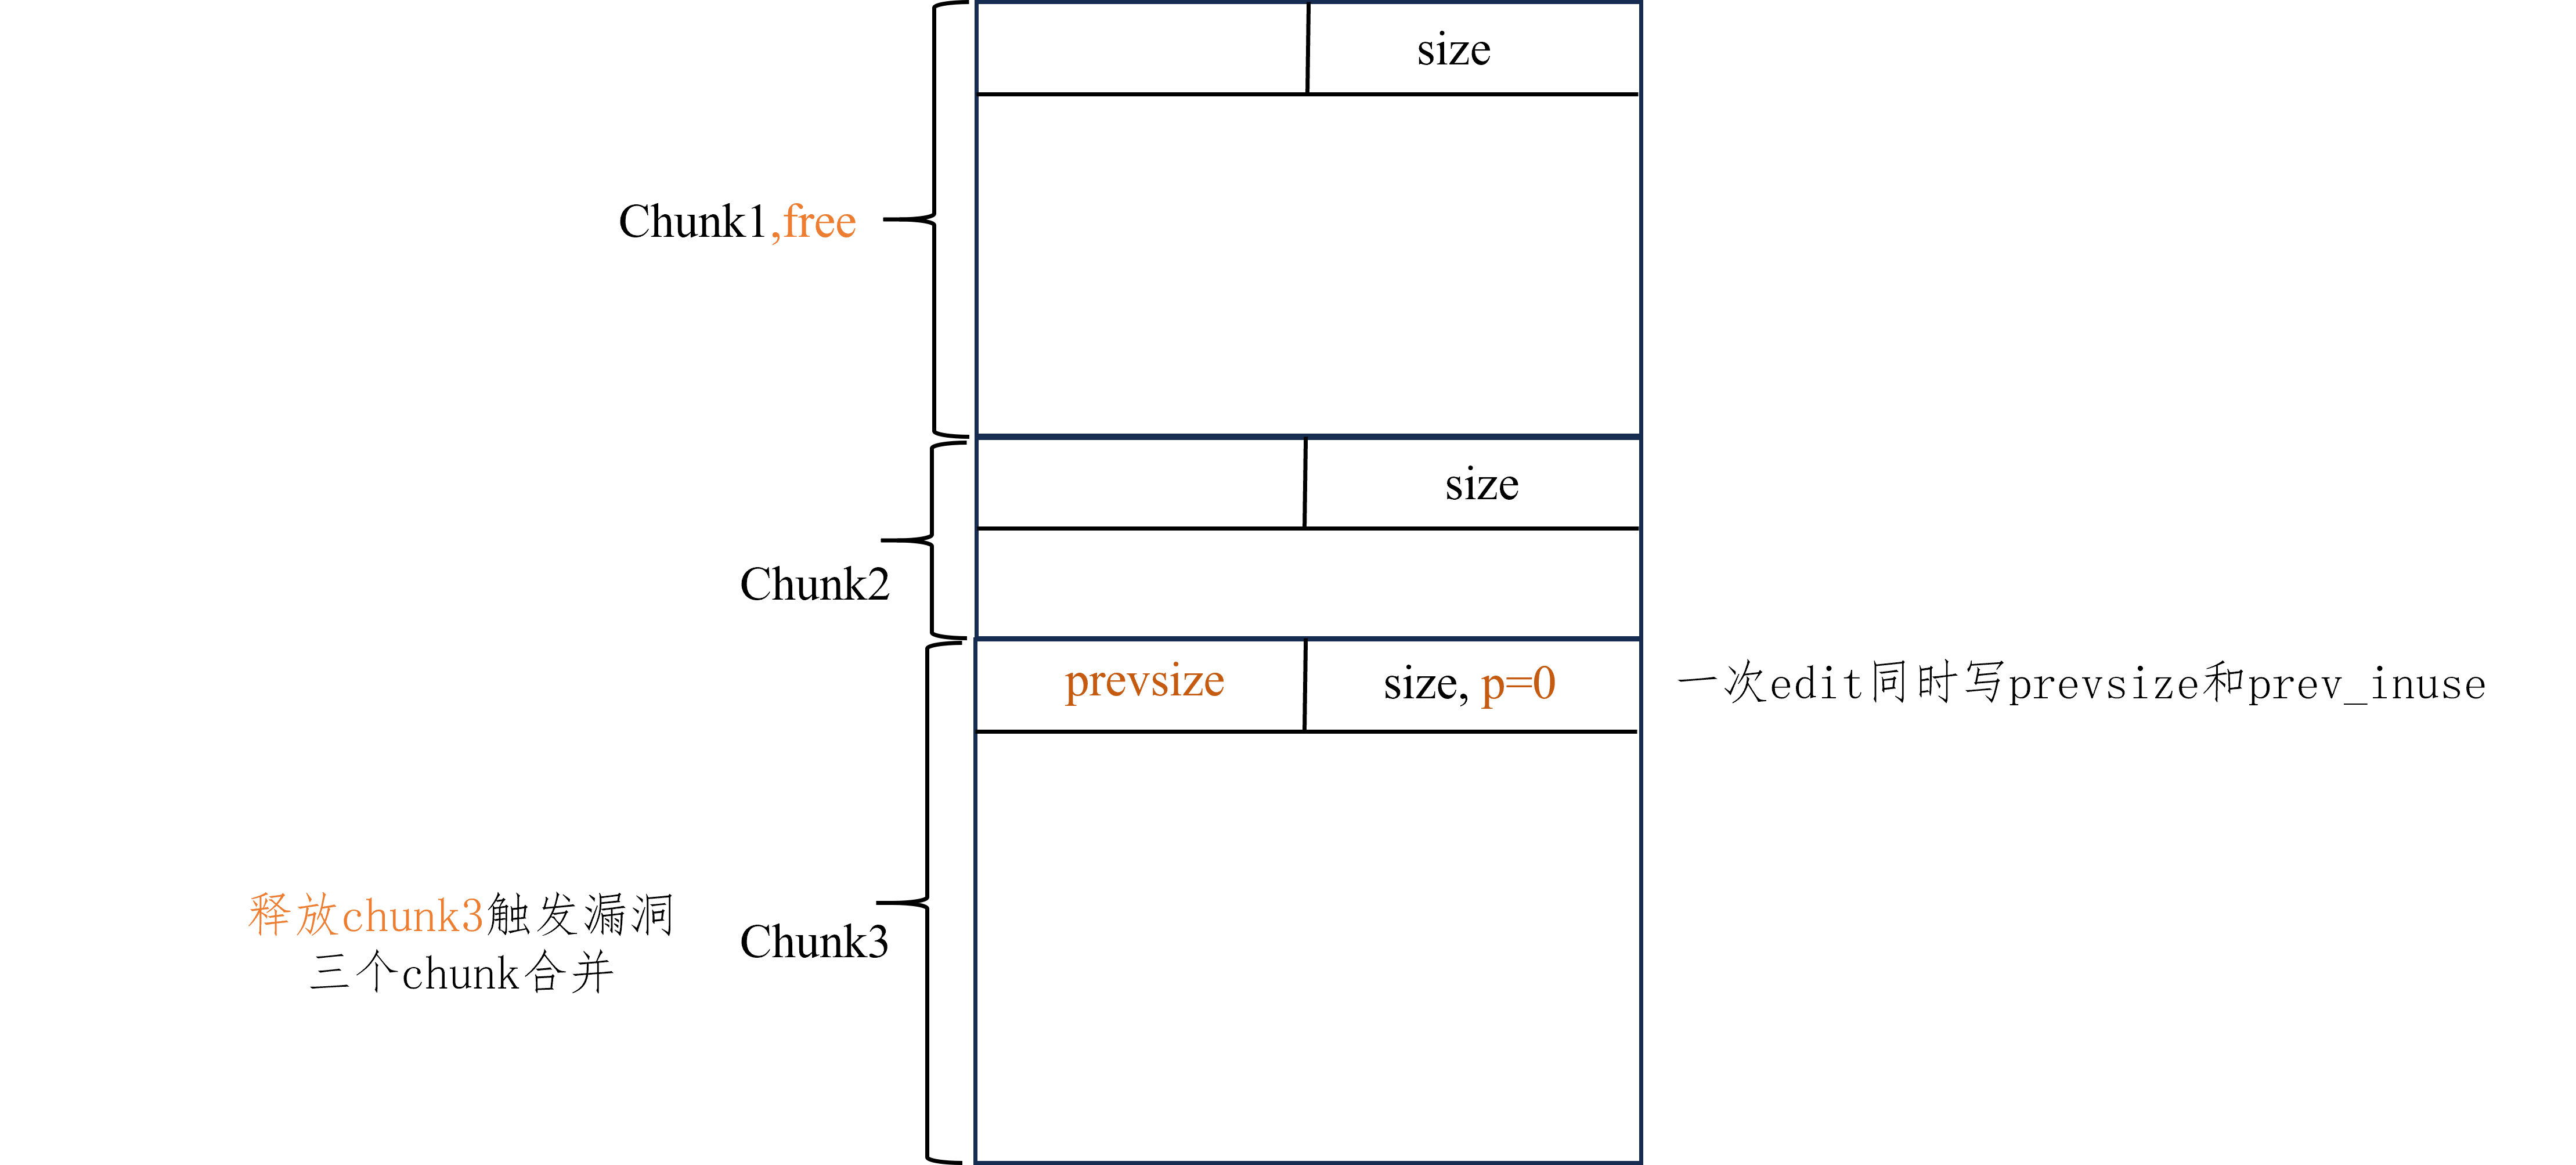 size
Chunk1,free
size
Chunk2
prevsize
size, p=0
一次edit同时写prevsize和prev_inuse
释放chunk3触发漏洞
三个chunk合并
Chunk3